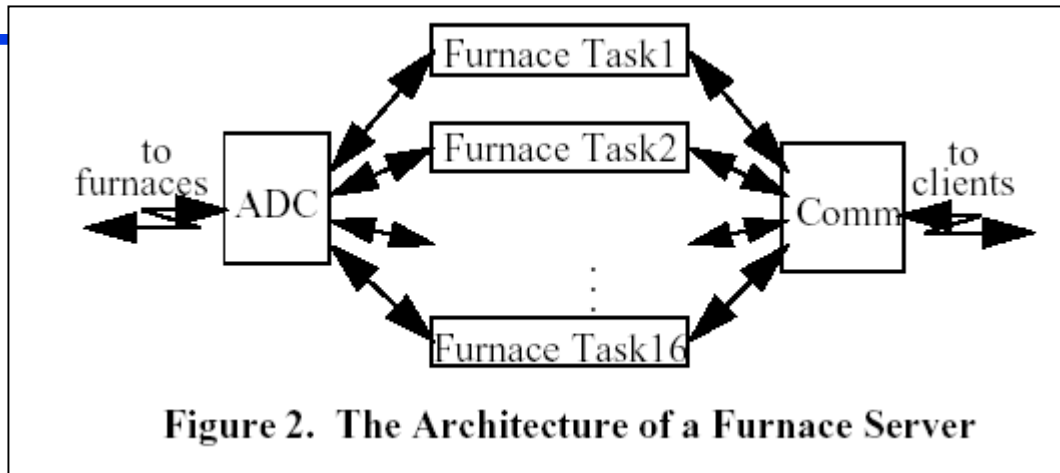 Furnace Task1
Furnace Task2
to
furnaces
ADC
to
clients
Comm
Furnace Task16
Figure 2. The Architecture of a Furnace Server